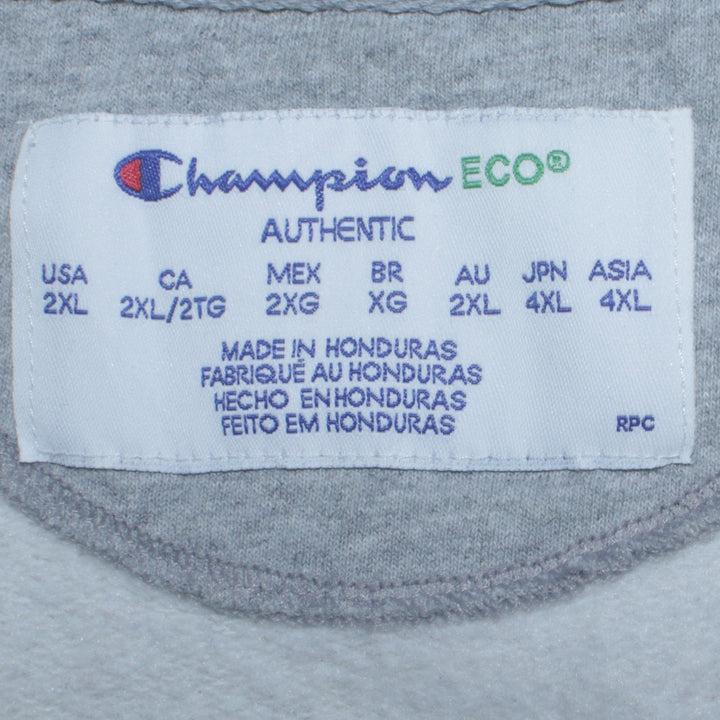 Champion ECO®
AUTHENTIC
USA CA MEX BR AU JPN ASIA
2XL 2XL/2TG 2XG XG 2XL 4XL 4XL
MADE IN HONDURAS
FABRIQUÉ AU HONDURAS
HECHO EN HONDURAS
FEITO EM HONDURAS
RPC